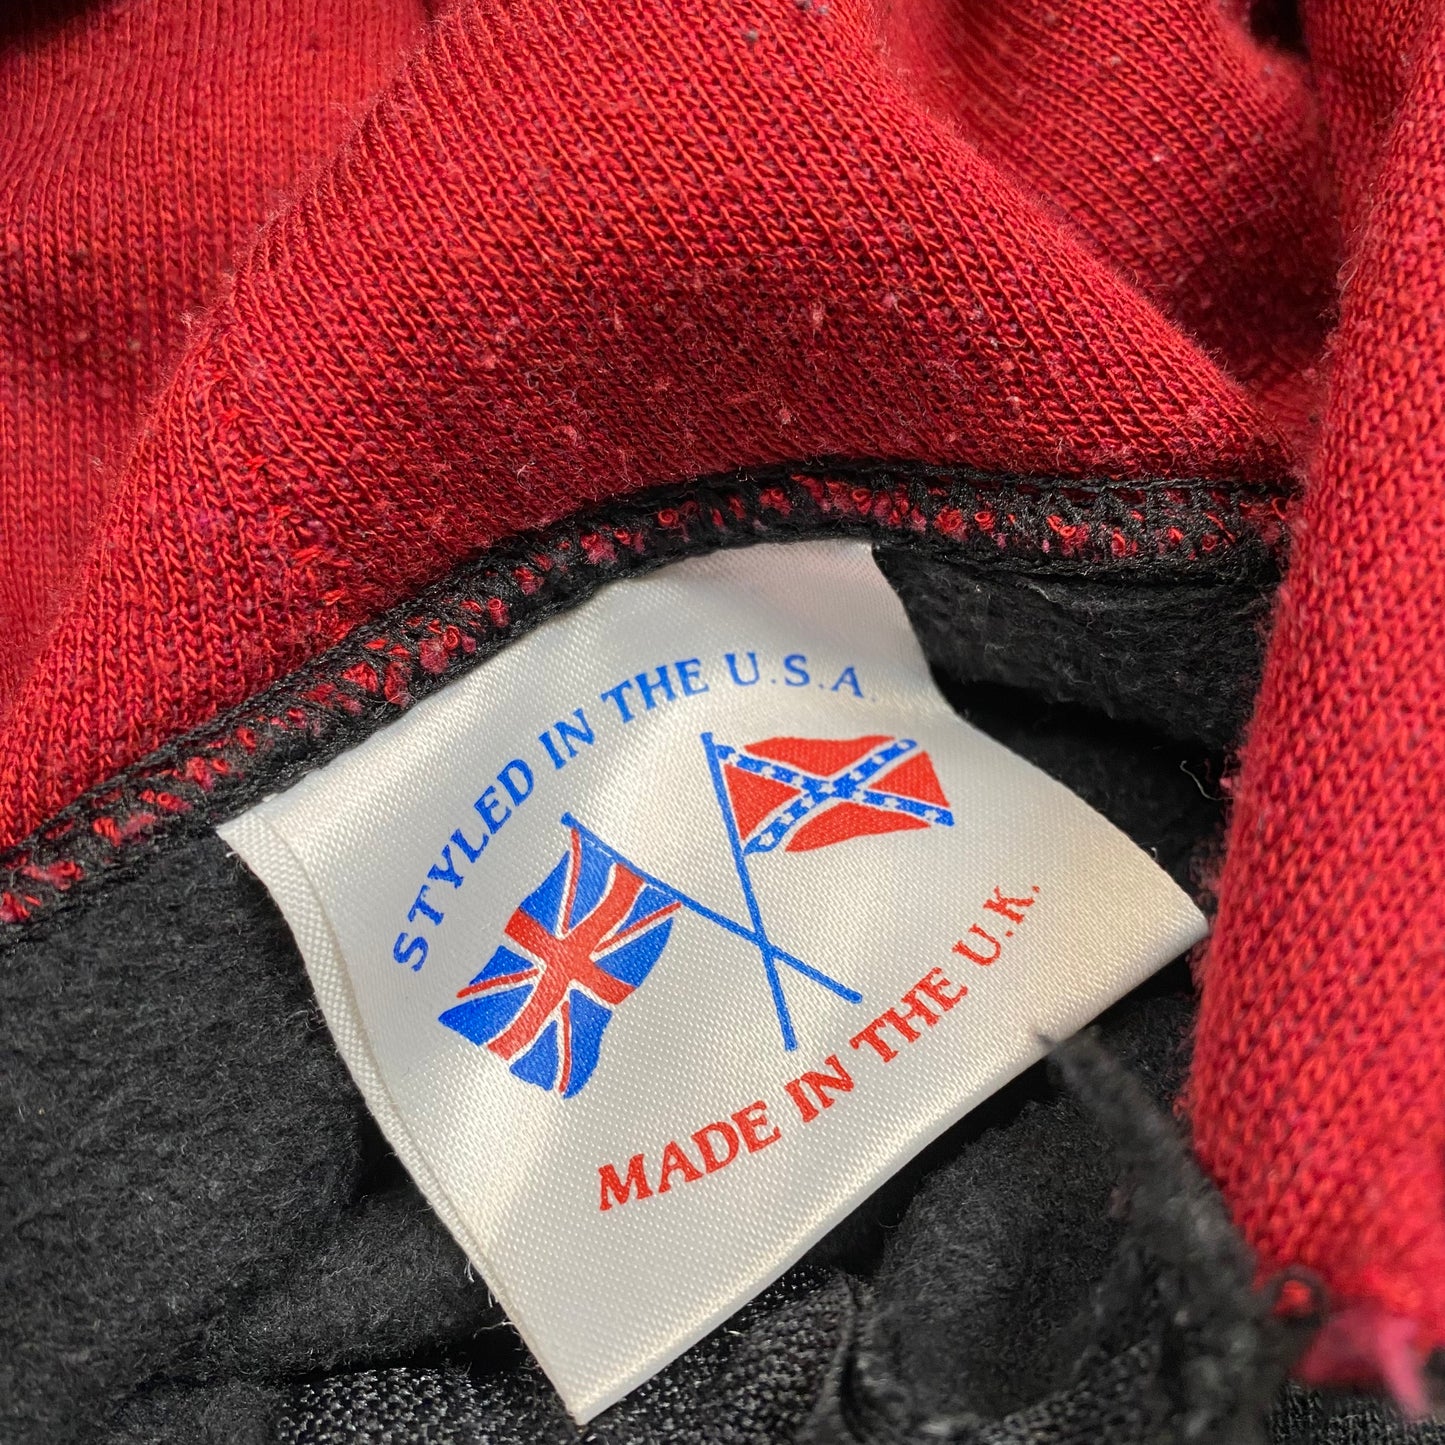 STYLED IN THE U.S.A.
MADE IN THE U.K.